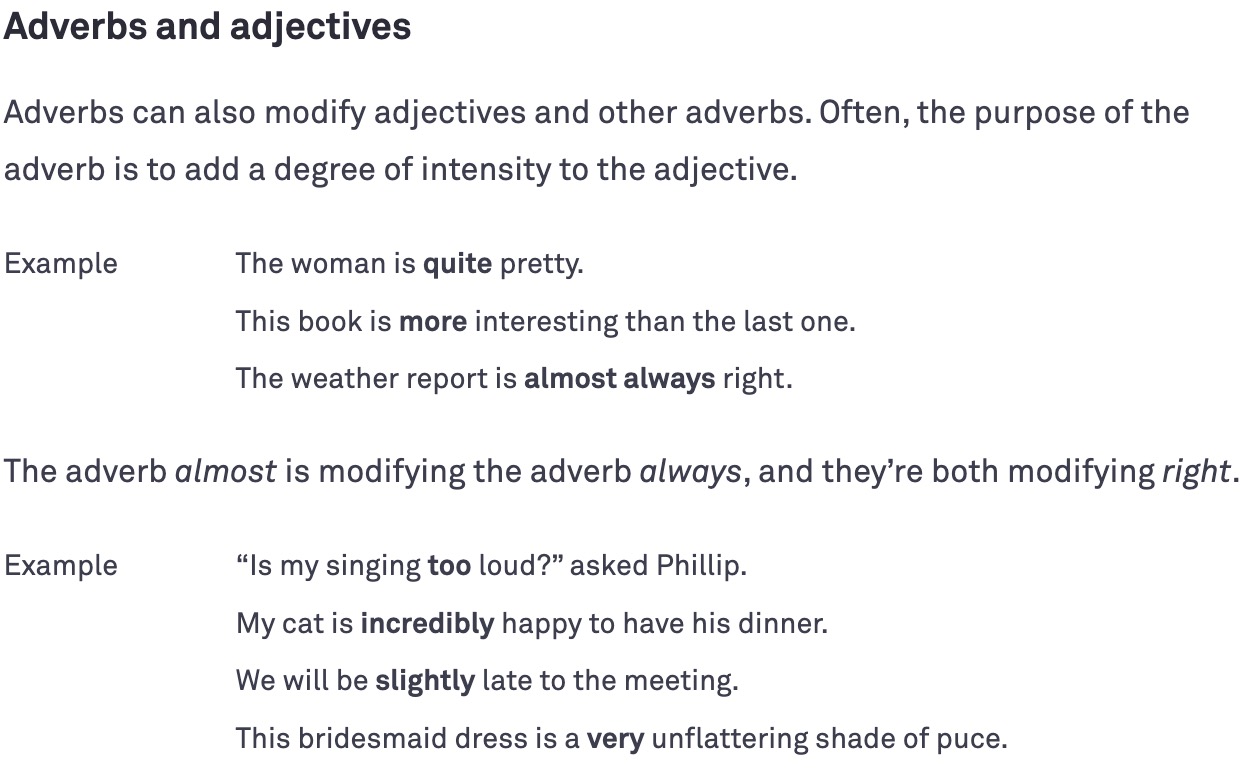 Adverbs and adjectives
Adverbs can also modify adjectives and other adverbs. Often, the purpose of the
adverb is to add a degree of intensity to the adjective.
Example The woman is quite pretty.
This book is more interesting than the last one.
The weather report is almost always right.
The adverb almost is modifying the adverb always, and they’re both modifying right.
Example “Is my singing too loud?” asked Phillip.
My cat is incredibly happy to have his dinner.
We will be slightly late to the meeting.
This bridesmaid dress is a very unflattering shade of puce.